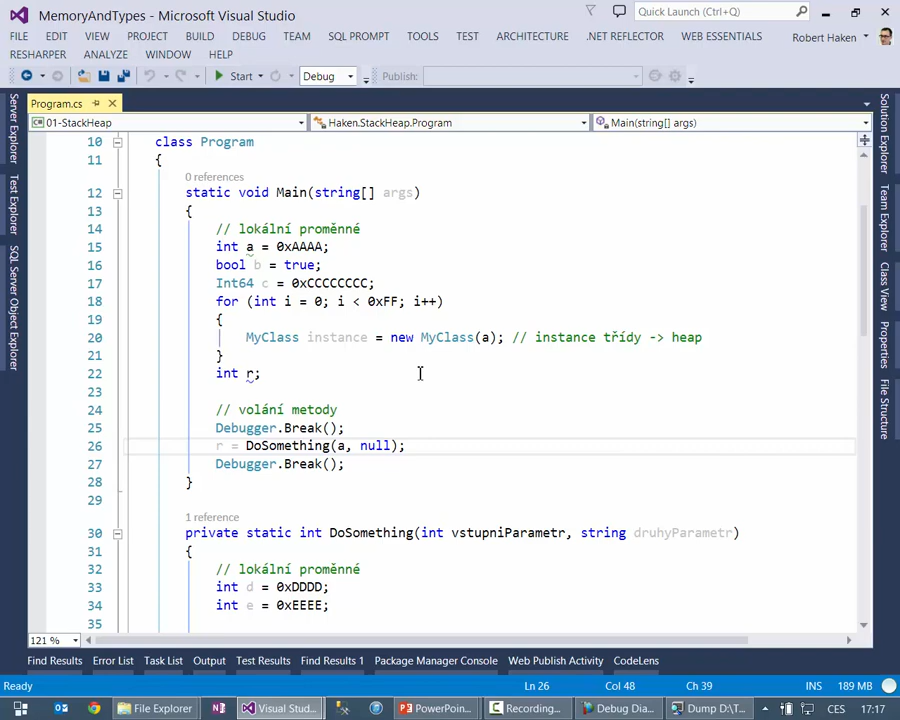 MemoryAndTypes - Microsoft Visual Studio
Quick Launch (Ctrl+Q)
FILE EDIT VIEW PROJECT BUILD DEBUG TEAM SQL PROMPT TOOLS TEST ARCHITECTURE .NET REFLECTOR WEB ESSENTIALS Robert Haken
RESHARPER ANALYZE WINDOW HELP
Start Debug Publish:
Program.cs
01-StackHeap Haken.StackHeap.Program Main(string[] args)
Server Explorer
Test Explorer
SQL Server Object Explorer
10 class Program
11 {
0 references
12 static void Main(string[] args)
13 {
14 // lokální proměnné
15 int a = 0xAAAA;
16 bool b = true;
17 Int64 c = 0xCCCCCCCC;
18 for (int i = 0; i < 0xFF; i++)
19 {
20 MyClass instance = new MyClass(a); // instance třídy -> heap
21 }
22 int r;
23
24 // volání metody
25 Debugger.Break();
26 r = DoSomething(a, null);
27 Debugger.Break();
28 }
29
1 reference
30 private static int DoSomething(int vstupniParametr, string druhyParametr)
31 {
32 // lokální proměnné
33 int d = 0xDDDD;
34 int e = 0xEEEE;
35
Solution Explorer
Team Explorer
Class View
Properties
File Structure
121 %
Find Results Error List Task List Output Test Results Find Results 1 Package Manager Console Web Publish Activity CodeLens
Ready Ln 26 Col 48 Ch 39 INS 189 MB
File Explorer Visual Stud... PowerPoin... Recording... Debug Dia... Dump D:\T... CES 17:17